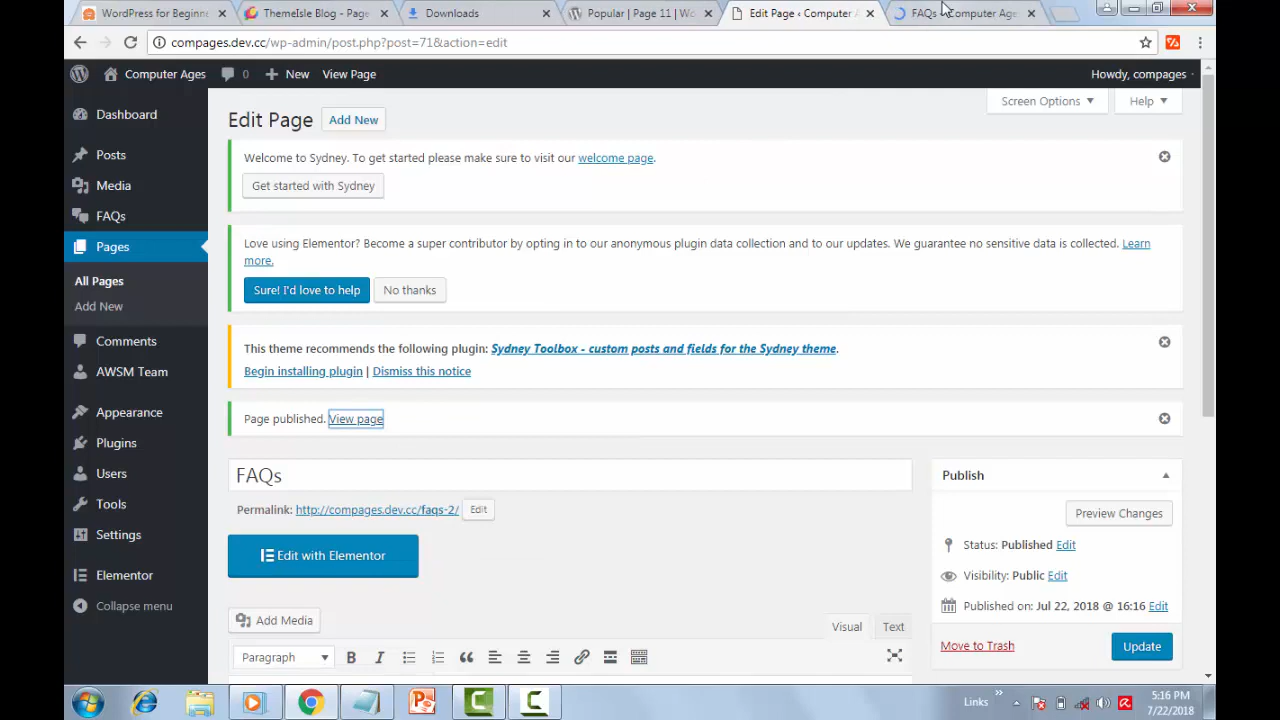 WordPress for Beginne
ThemeIsle Blog - Page
Downloads
Popular | Page 11 | Wo
Edit Page ‹ Computer A
FAQs – Computer Age
compages.dev.cc/wp-admin/post.php?post=71&action=edit
Computer Ages
0
New
View Page
Howdy, compages
Screen Options
Help
Dashboard
Posts
Media
FAQs
Pages
All Pages
Add New
Comments
AWSM Team
Appearance
Plugins
Users
Tools
Settings
Elementor
Collapse menu
Edit Page
Add New
Welcome to Sydney. To get started please make sure to visit our welcome page.
Get started with Sydney
Love using Elementor? Become a super contributor by opting in to our anonymous plugin data collection and to our updates. We guarantee no sensitive data is collected. Learn
more.
Sure! I'd love to help
No thanks
This theme recommends the following plugin: Sydney Toolbox - custom posts and fields for the Sydney theme.
Begin installing plugin | Dismiss this notice
Page published. View page
FAQs
Permalink: http://compages.dev.cc/faqs-2/
Edit
Edit with Elementor
Add Media
Visual
Text
Paragraph
B
I
Publish
Preview Changes
Status: Published Edit
Visibility: Public Edit
Published on: Jul 22, 2018 @ 16:16 Edit
Move to Trash
Update
Links
5:16 PM
7/22/2018